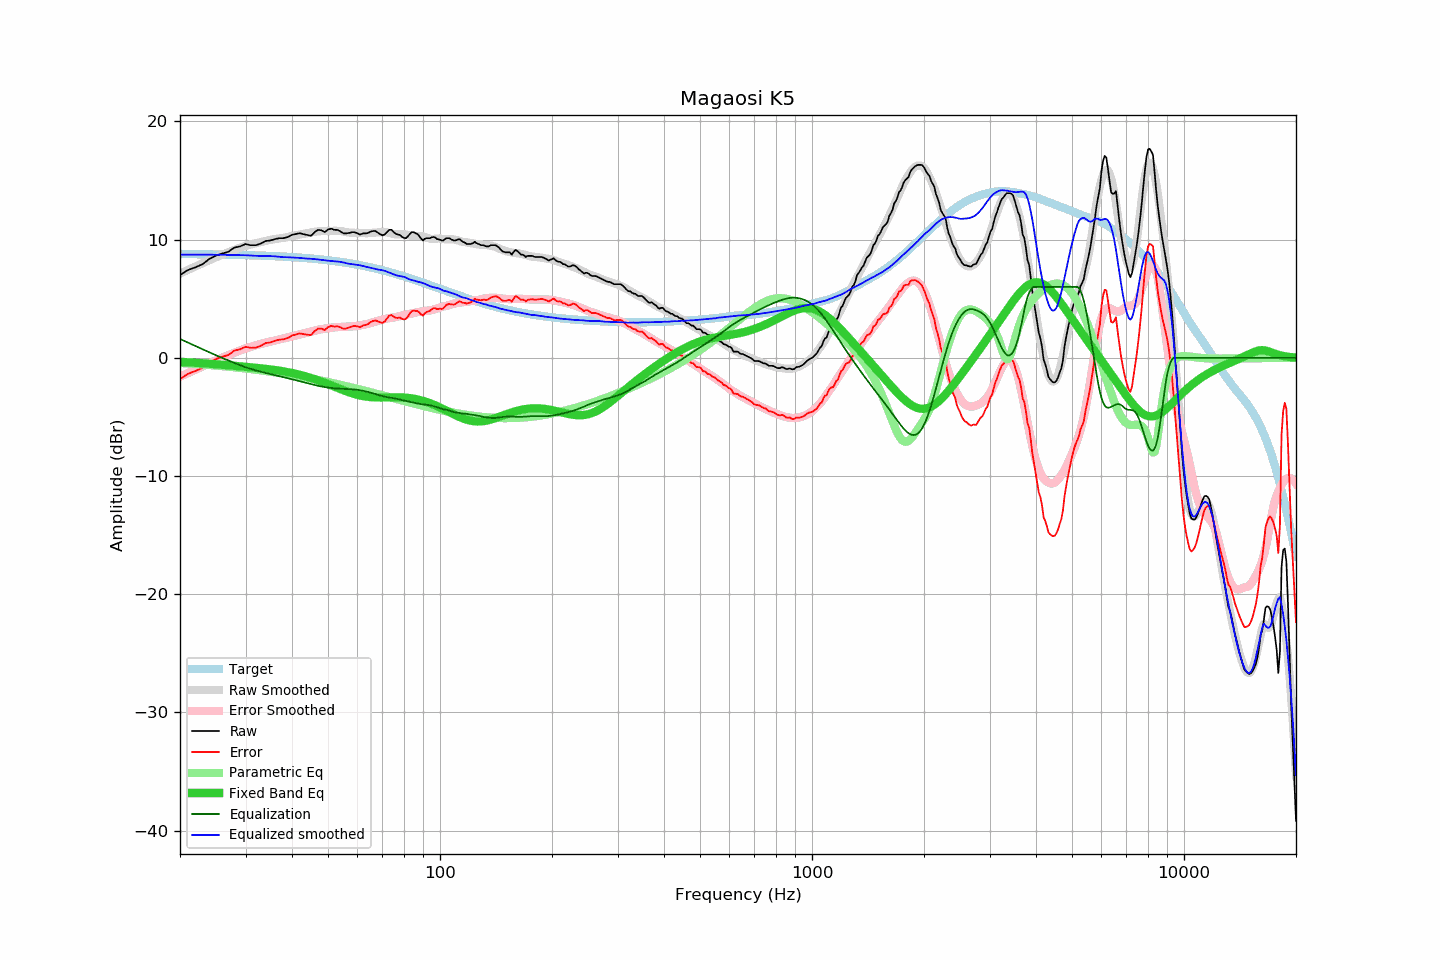 Magaosi K5
20
10
0
−10
−20
−30
−40
Amplitude (dBr)
Target
Raw Smoothed
Error Smoothed
Raw
Error
Parametric Eq
Fixed Band Eq
Equalization
Equalized smoothed
100
1000
10000
Frequency (Hz)